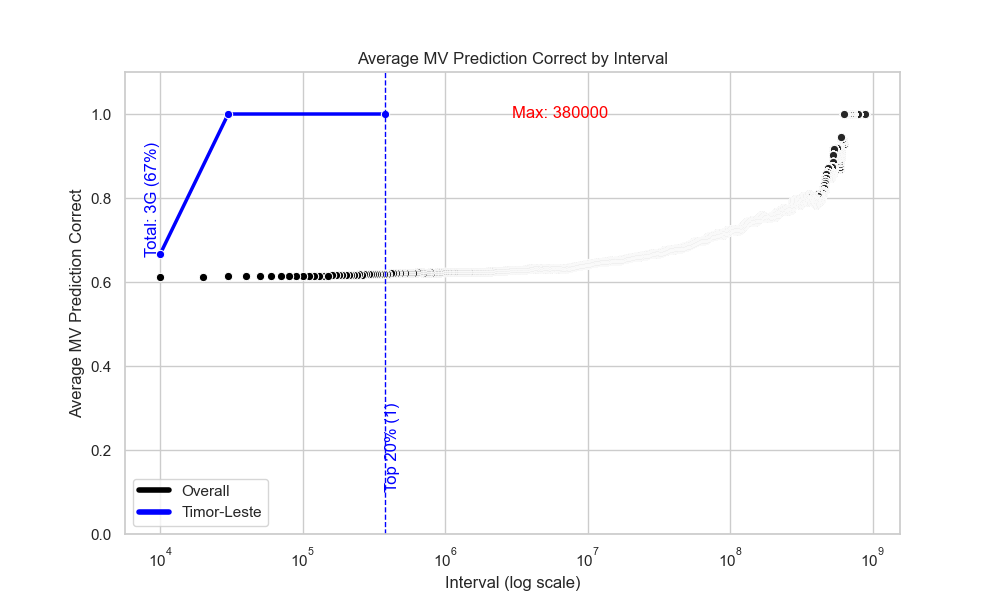 Average MV Prediction Correct by Interval
Average MV Prediction Correct
1.0
0.8
0.6
0.4
0.2
0.0
Total: 3G (67%)
Max: 380000
Top 20% (1)
Overall
Timor-Leste
10^4
10^5
10^6
10^7
10^8
10^9
Interval (log scale)